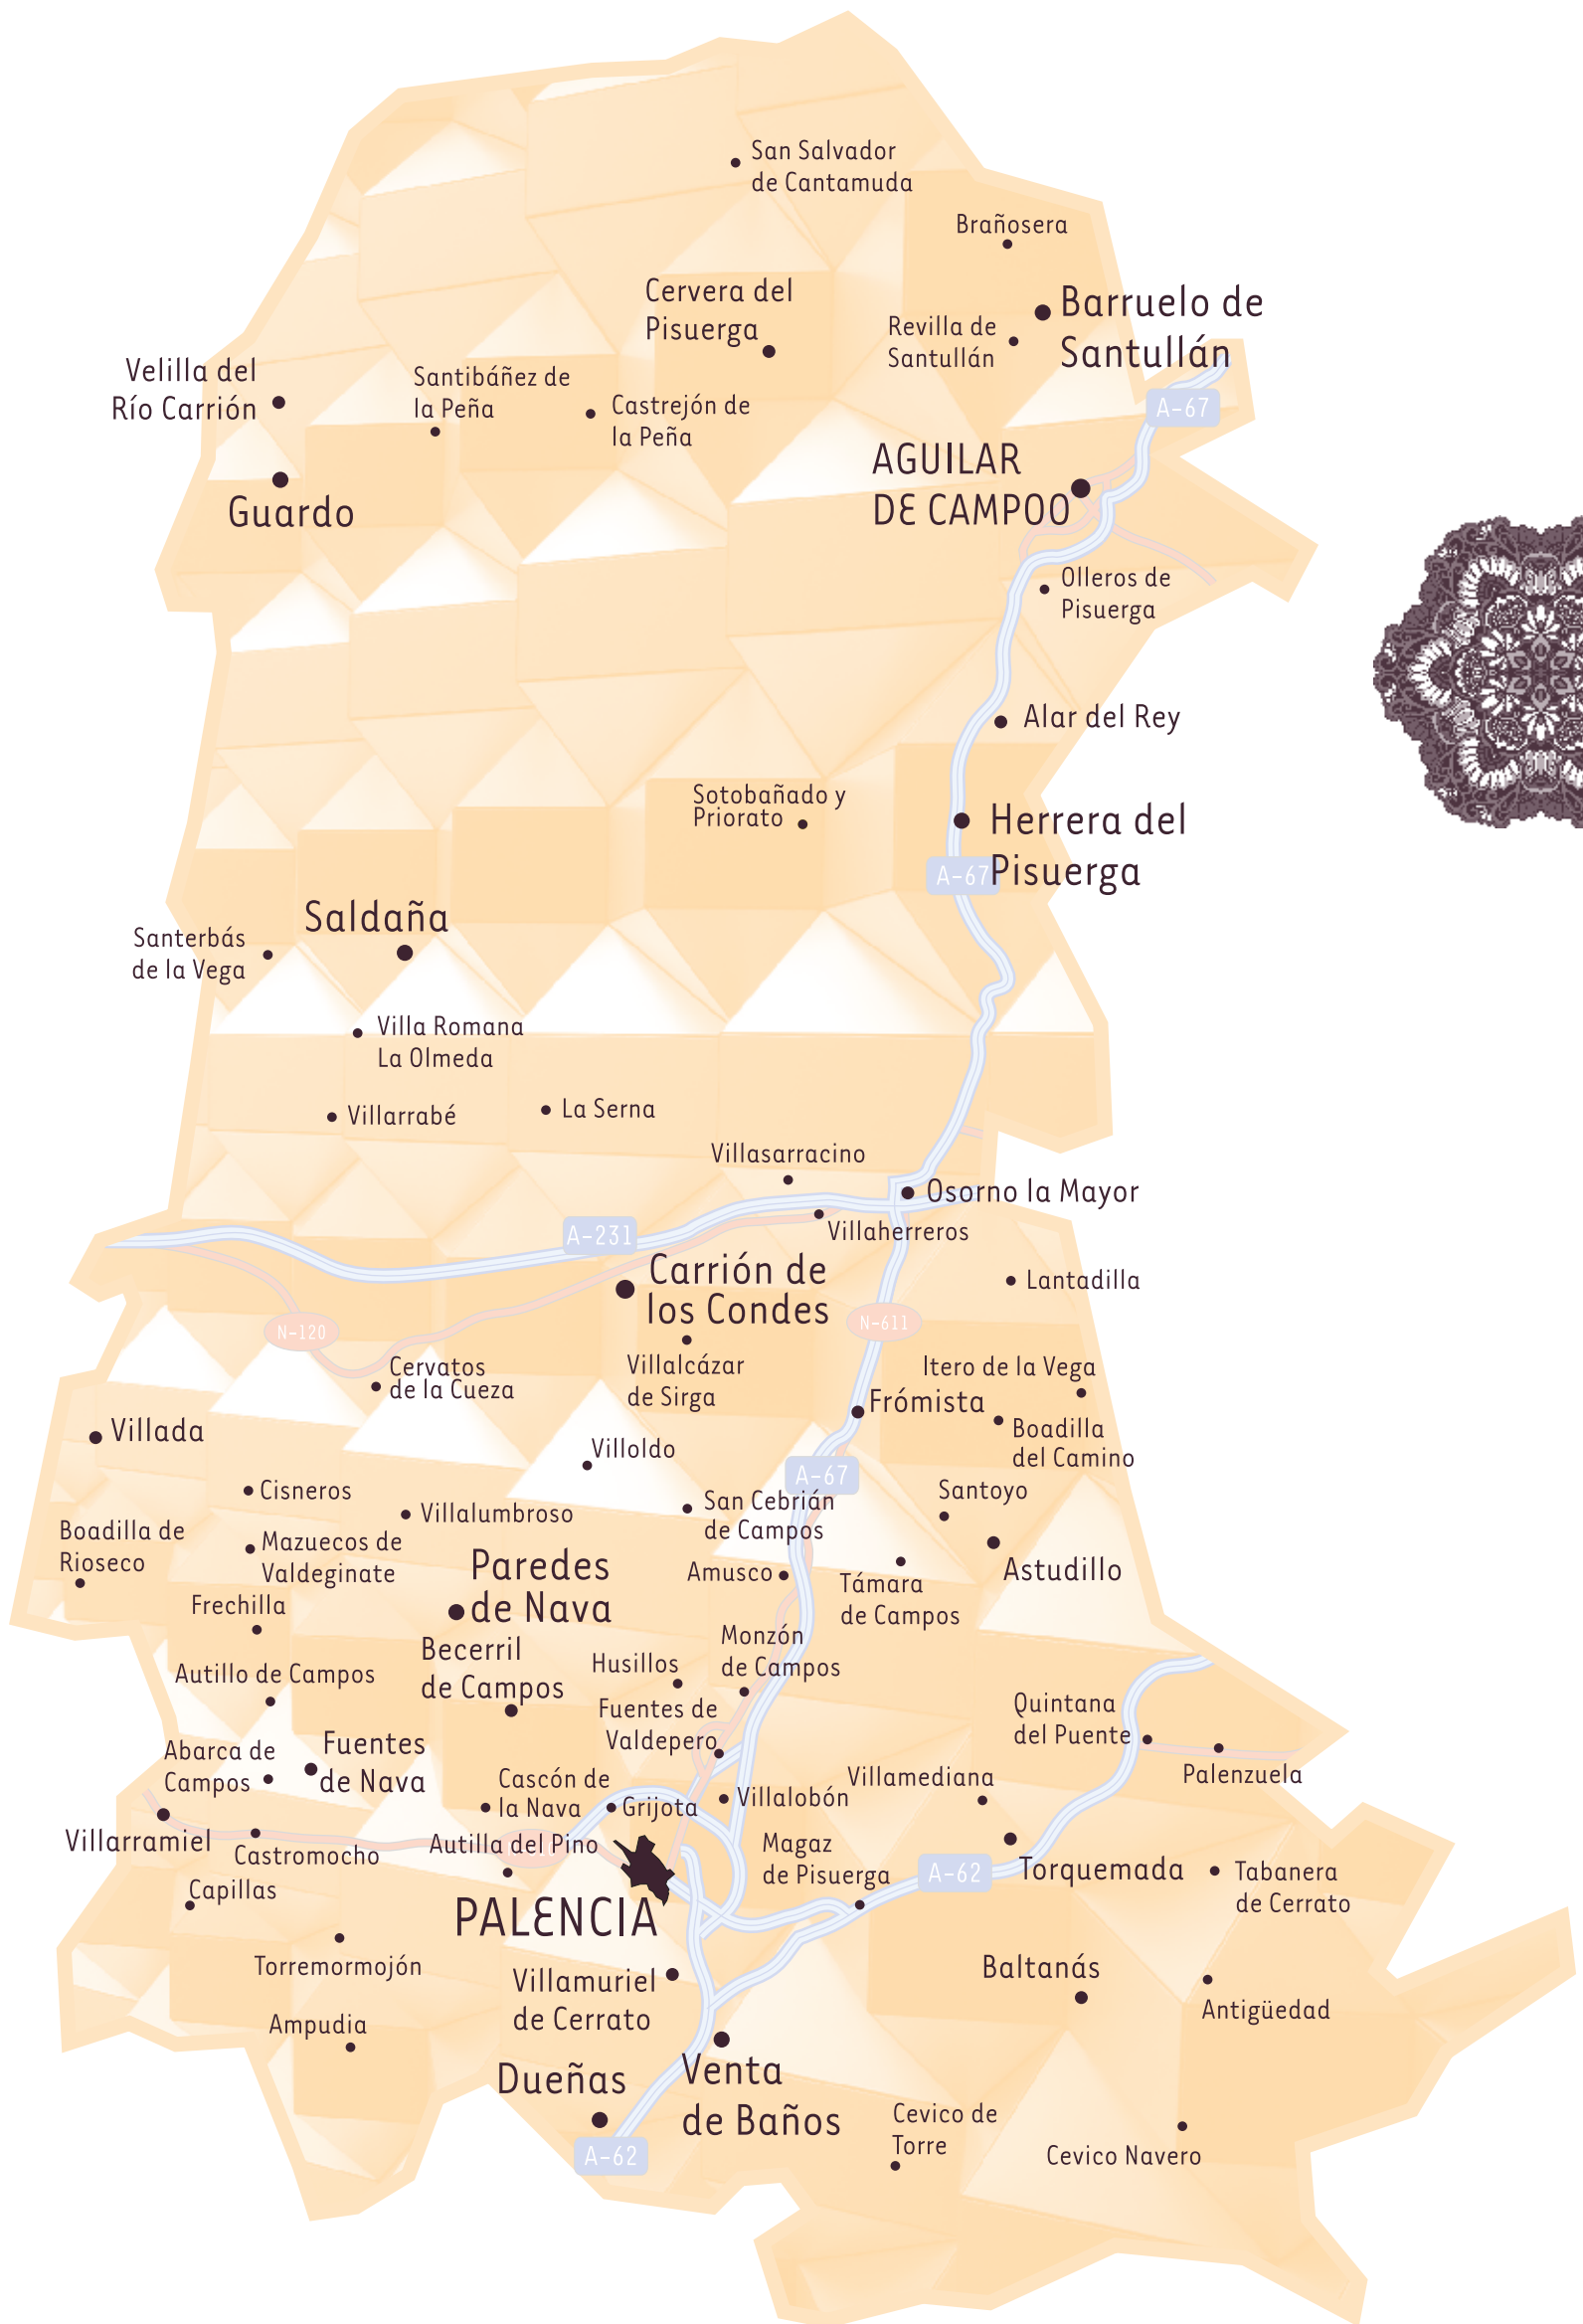 San Salvador
de Cantamuda
Brañosera
Cervera del
Pisuerga
Barruelo de
Santullán
Revilla de
Santullán
Velilla del
Río Carrión
Santibáñez de
la Peña
Castrejón de
la Peña
A-67
AGUILAR
DE CAMPOO
Guardo
Olleros de
Pisuerga
Alar del Rey
Sotobañado y
Priorato
Herrera del
Pisuerga
A-67
Saldaña
Santerbás
de la Vega
Villa Romana
La Olmeda
Villarrabé
La Serna
Villasarracino
Osorno la Mayor
Villaherreros
A-231
Carrión de
los Condes
Lantadilla
N-120
N-611
Cervatos
de la Cueza
Villalcázar
de Sirga
Itero de la Vega
Frómista
Boadilla
del Camino
Villada
Villoldo
A-67
Cisneros
Villalumbroso
San Cebrián
de Campos
Santoyo
Boadilla de
Rioseco
Mazuecos de
Valdeginate
Paredes
de Nava
Amusco
Támara
de Campos
Astudillo
Frechilla
Becerril
de Campos
Husillos
Monzón
de Campos
Autillo de Campos
Fuentes de
Valdepero
Quintana
del Puente
Palenzuela
Abarca de
Campos
Fuentes
de Nava
Cascón de
la Nava
Grijota
Villalobón
Villamediana
Villarramiel
Castromocho
Autilla del Pino
Magaz
de Pisuerga
A-62
Torquemada
Tabanera
de Cerrato
Capillas
PALENCIA
Torremormojón
Villamuriel
de Cerrato
Baltanás
Antigüedad
Ampudia
Dueñas
Venta
de Baños
A-62
Cevico de
Torre
Cevico Navero